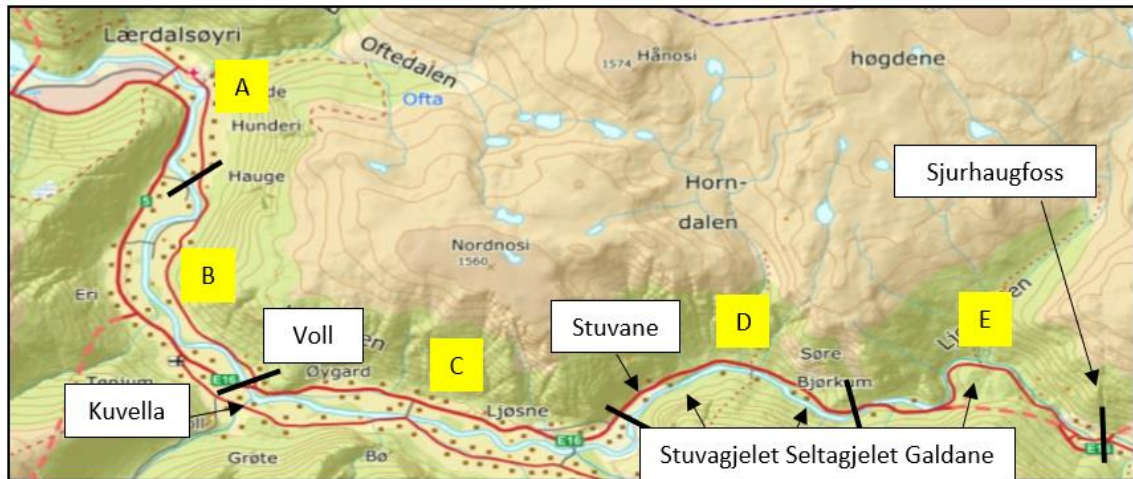 Lærdalsøyri
Oftedalen
Ofta
1574
Hånosi
høgdene
A
Hunderi
Hauge
Sjurhaugfoss
5
Horn-
dalen
Nordnosi
1560
B
Eri
Voll
Stuvane
D
E
Øygard
C
Søre
Bjørkum
E16
Kuvella
Ljøsne
E16
Grøte
Bø
Stuvagjelet Seltagjelet Galdane